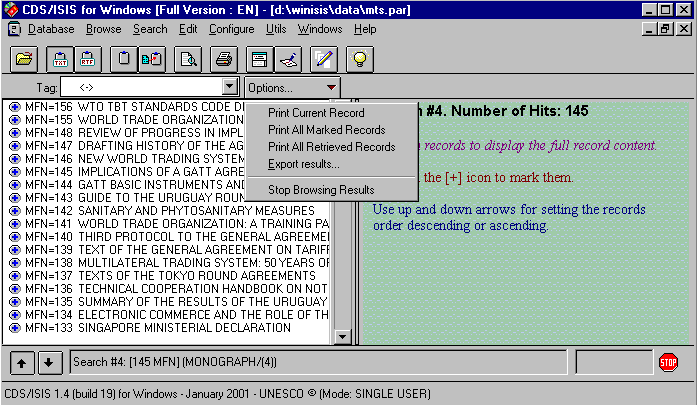 CDS/ISIS for Windows [Full Version : EN] - [d:\winisis\data\mts.par]
Database Browse Search Edit Configure Utils Windows Help
TXT RTF
Tag: <-> Options...
Print Current Record
Print All Marked Records
Print All Retrieved Records
Export results...
Stop Browsing Results
MFN=156 WTO TBT STANDARDS CODE
MFN=155 WORLD TRADE ORGANIZATION
MFN=148 REVIEW OF PROGRESS IN IMPL
MFN=147 DRAFTING HISTORY OF THE AG
MFN=146 NEW WORLD TRADING SYSTEM
MFN=145 IMPLICATIONS OF A GATT AGRE
MFN=144 GATT BASIC INSTRUMENTS AND
MFN=143 GUIDE TO THE URUGUAY ROUN
MFN=142 SANITARY AND PHYTOSANITARY MEASURES
MFN=141 WORLD TRADE ORGANIZATION: A TRAINING PA
MFN=140 THIRD PROTOCOL TO THE GENERAL AGREEMEI
MFN=139 TEXT OF THE GENERAL AGREEMENT ON TARIFF
MFN=138 MULTILATERAL TRADING SYSTEM: 50 YEARS OF
MFN=137 TEXTS OF THE TOKYO ROUND AGREEMENTS
MFN=136 TECHNICAL COOPERATION HANDBOOK ON NOT
MFN=135 SUMMARY OF THE RESULTS OF THE URUGUAY
MFN=134 ELECTRONIC COMMERCE AND THE ROLE OF TH
MFN=133 SINGAPORE MINISTERIAL DECLARATION
#4. Number of Hits: 145
records to display the full record content.
the [+] icon to mark them.
Use up and down arrows for setting the records
order descending or ascending.
Search #4: [145 MFN] (MONOGRAPH/(4))
STOP
CDS/ISIS 1.4 (build 19) for Windows - January 2001 - UNESCO © (Mode: SINGLE USER)